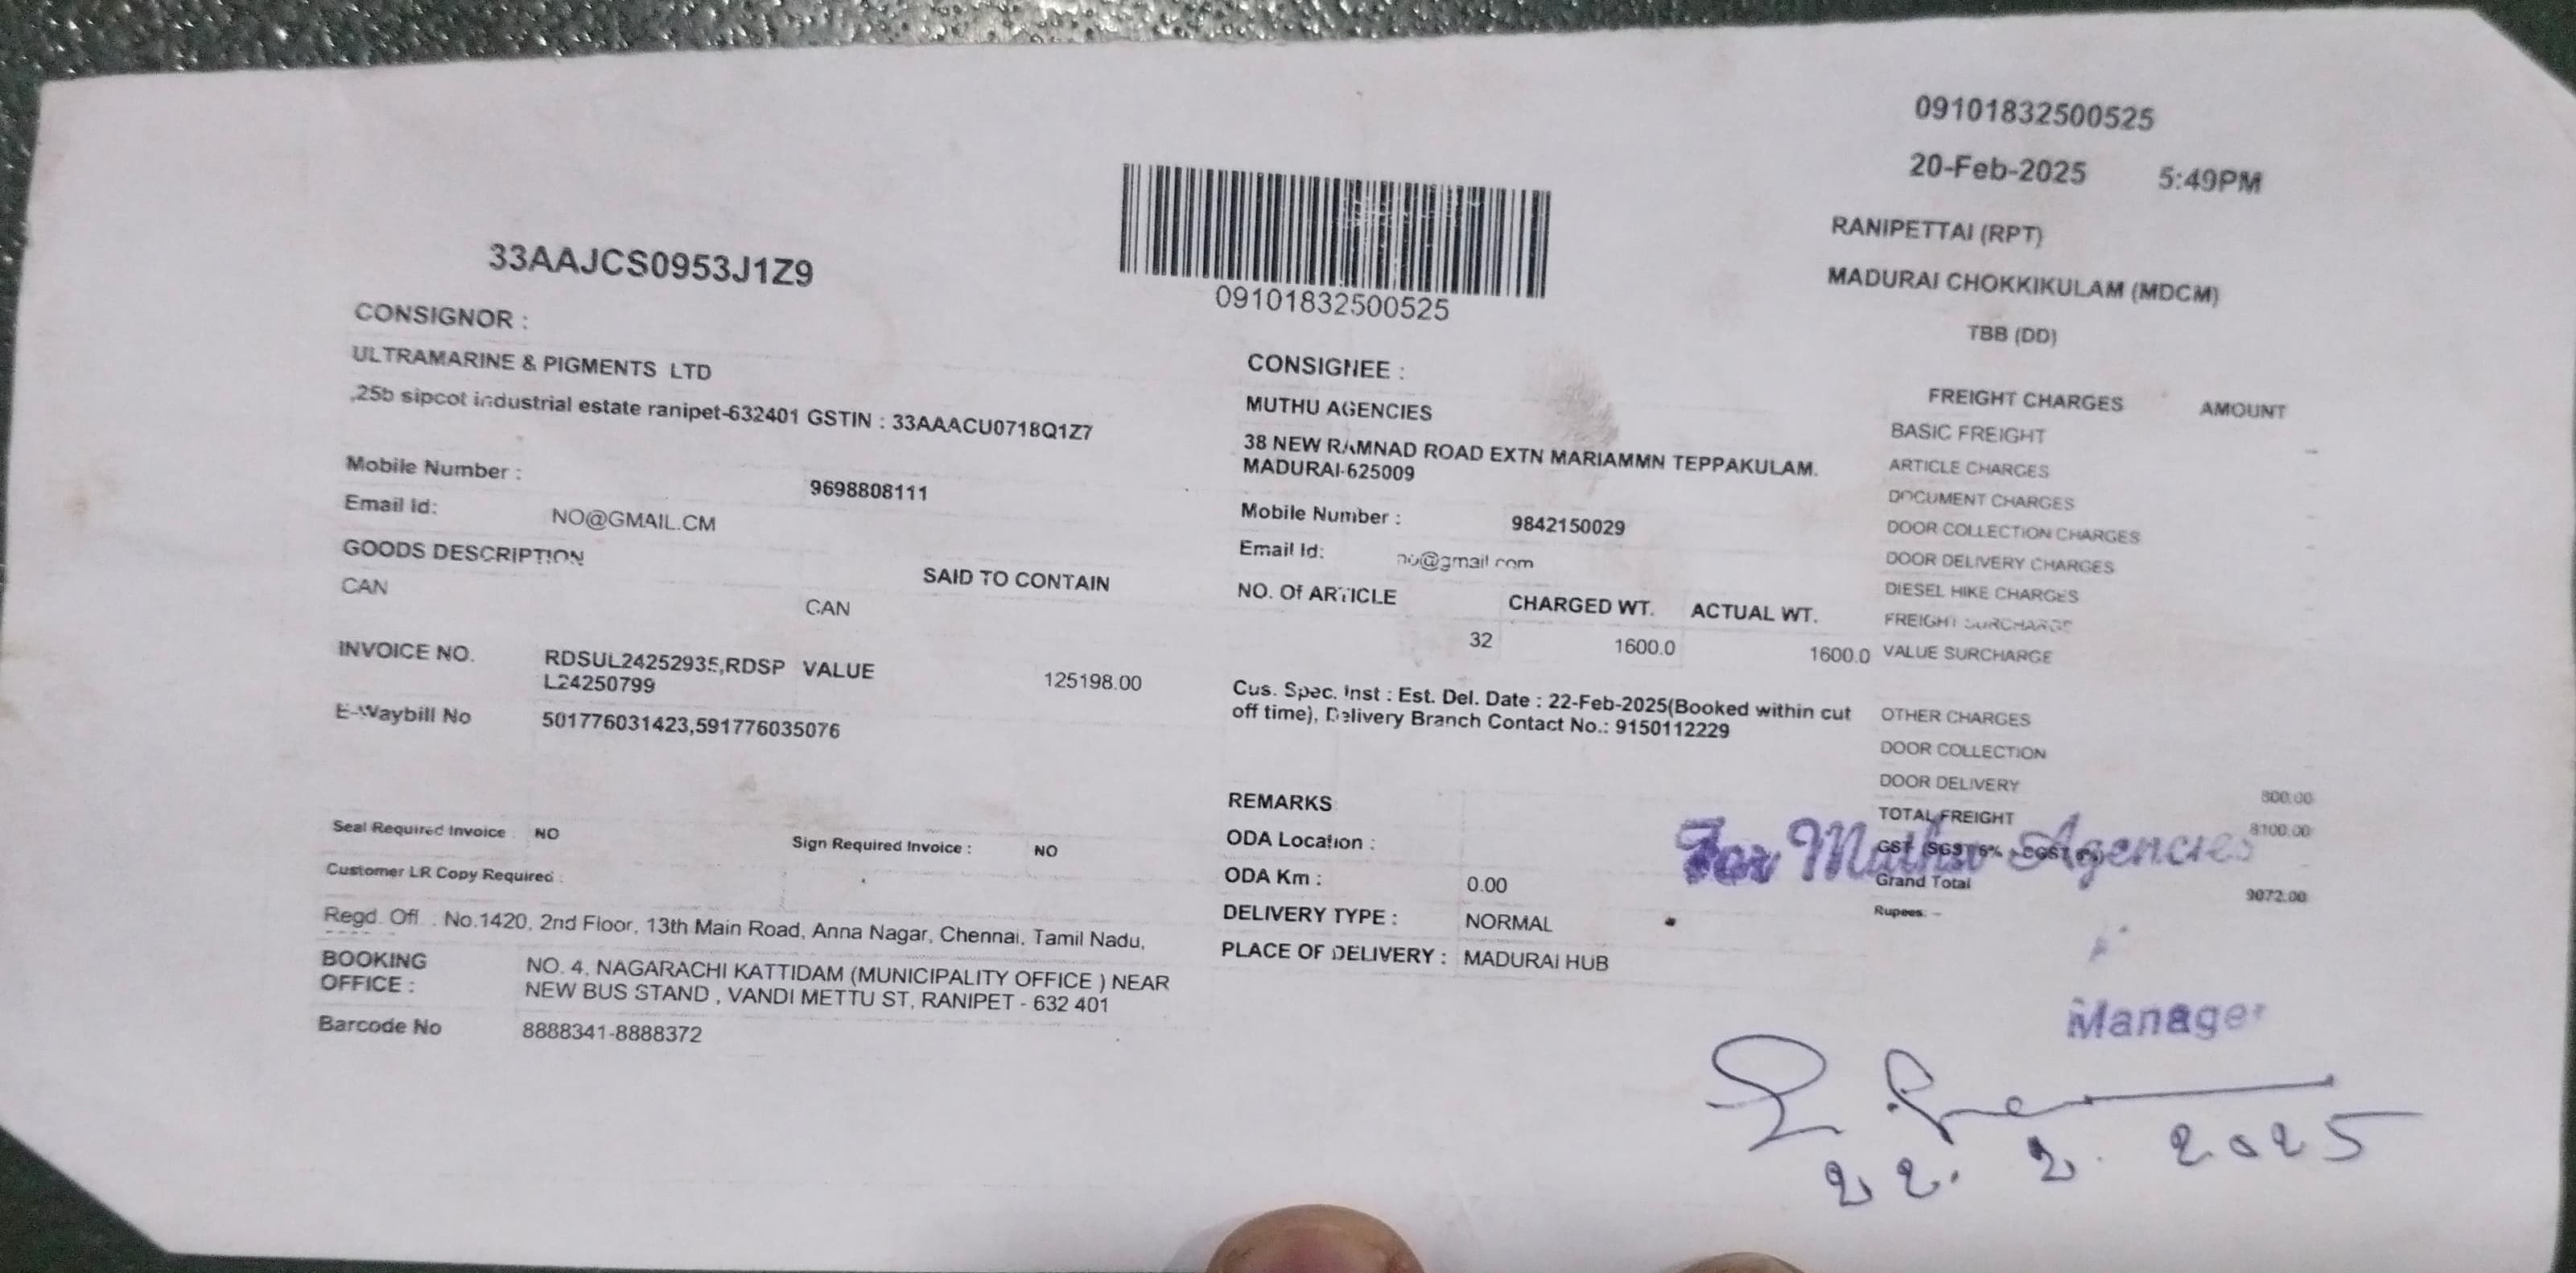 09101832500525
20-Feb-2025 5:49PM
RANIPETTAI (RPT)
MADURAI CHOKKIKULAM (MDCM)
TBB (DD)
33AAJCS0953J1Z9
09101832500525
CONSIGNOR :
ULTRAMARINE & PIGMENTS LTD
,25b sipcot industrial estate ranipet-632401 GSTIN : 33AAACU0718Q1Z7
Mobile Number : 9698808111
Email Id: NO@GMAIL.CM
GOODS DESCRIPTION SAID TO CONTAIN
CAN CAN
INVOICE NO. RDSUL24252935,RDSP VALUE 125198.00
L24250799
E-Waybill No 501776031423,591776035076
Seal Required Invoice : NO Sign Required Invoice : NO
Customer LR Copy Required :
Regd. Off. : No.1420, 2nd Floor, 13th Main Road, Anna Nagar, Chennai, Tamil Nadu,
BOOKING OFFICE : NO. 4, NAGARACHI KATTIDAM (MUNICIPALITY OFFICE ) NEAR
NEW BUS STAND , VANDI METTU ST, RANIPET - 632 401
Barcode No 8888341-8888372
CONSIGNEE :
MUTHU AGENCIES
38 NEW RAMNAD ROAD EXTN MARIAMMN TEPPAKULAM.
MADURAI-625009
Mobile Number : 9842150029
Email Id: no@gmail.com
NO. Of ARTICLE CHARGED WT. ACTUAL WT.
32 1600.0 1600.0
Cus. Spec. Inst : Est. Del. Date : 22-Feb-2025(Booked within cut
off time), Delivery Branch Contact No.: 9150112229
REMARKS
ODA Location :
ODA Km : 0.00
DELIVERY TYPE : NORMAL
PLACE OF DELIVERY : MADURAI HUB
FREIGHT CHARGES AMOUNT
BASIC FREIGHT
ARTICLE CHARGES
DOCUMENT CHARGES
DOOR COLLECTION CHARGES
DOOR DELIVERY CHARGES
DIESEL HIKE CHARGES
FREIGHT SURCHARGE
VALUE SURCHARGE
OTHER CHARGES
DOOR COLLECTION
DOOR DELIVERY 800.00
TOTAL FREIGHT 8100.00
GST (SGST 6% CGST
Grand Total 9072.00
Rupees: -
For Muthu Agencies
Manager
22. 2. 2025